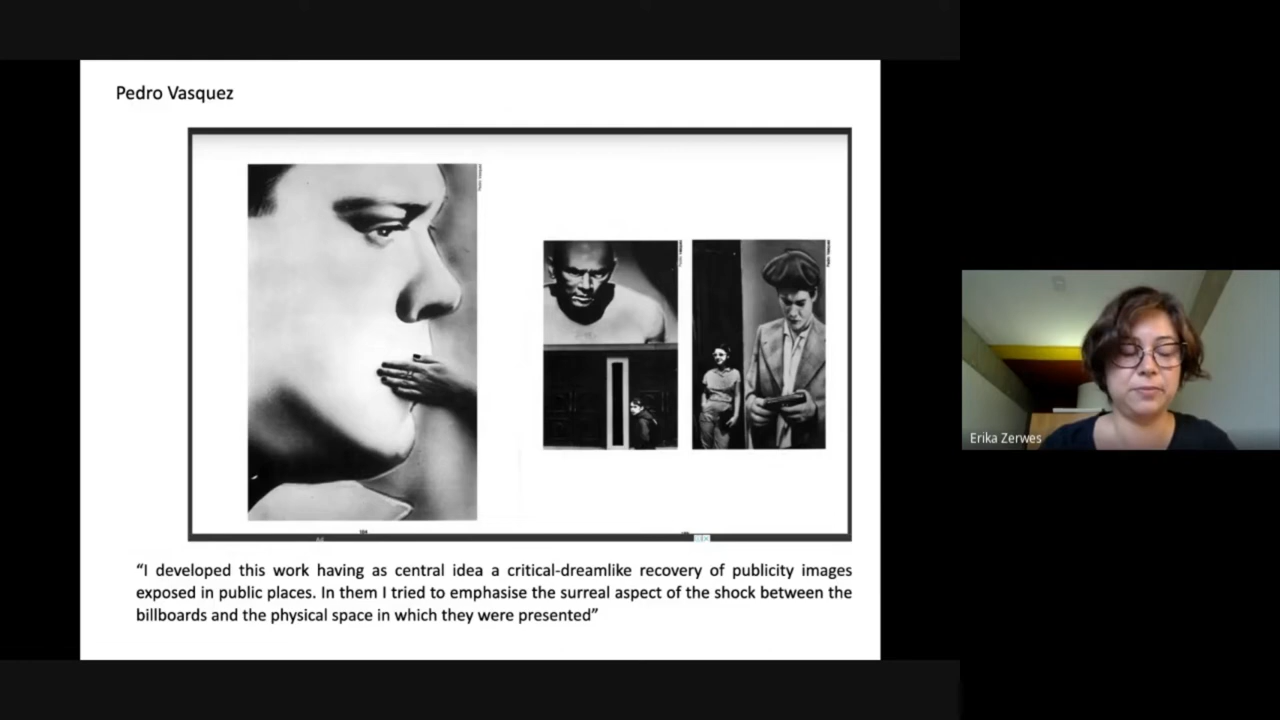 Pedro Vasquez
“I developed this work having as central idea a critical-dreamlike recovery of publicity images
exposed in public places. In them I tried to emphasise the surreal aspect of the shock between the
billboards and the physical space in which they were presented”
Erika Zerwes